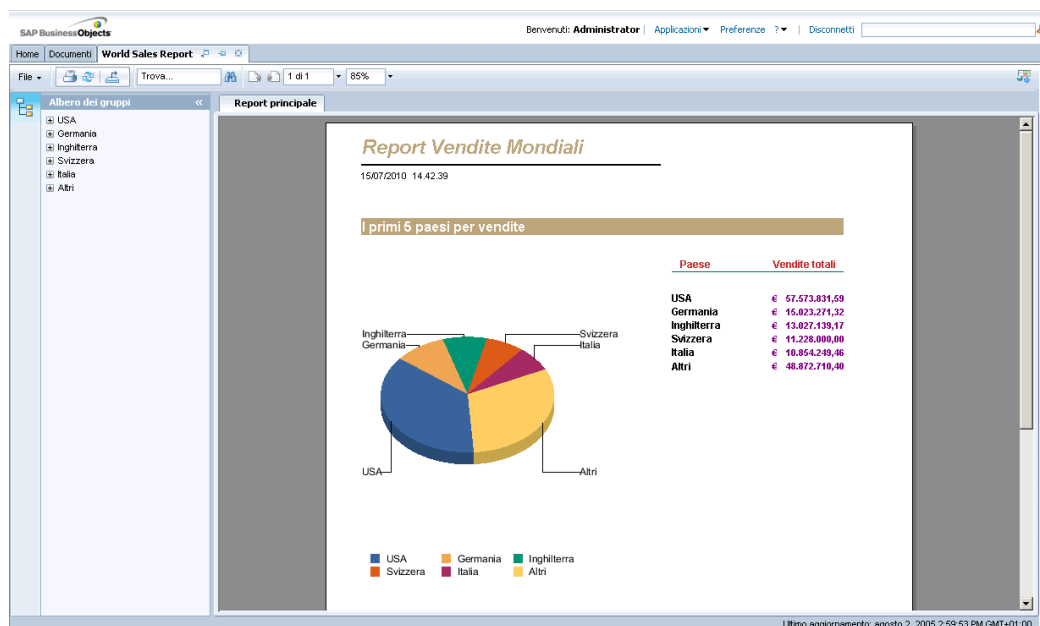 SAP BusinessObjects
Benvenuti: Administrator | Applicazioni Preferenze ? | Disconnetti
Home Documenti World Sales Report
File Trova... 1 di 1 85%
Albero dei gruppi «
Report principale
USA
Germania
Inghilterra
Svizzera
Italia
Altri
Report Vendite Mondiali
15/07/2010 14.42.39
I primi 5 paesi per vendite
Paese Vendite totali
USA € 57.573.831,59
Germania € 15.023.271,32
Inghilterra € 13.027.139,17
Svizzera € 11.228.000,00
Italia € 10.854.249,46
Altri € 48.872.710,40
Inghilterra
Germania
Svizzera
Italia
USA
Altri
USA Germania Inghilterra
Svizzera Italia Altri
Ultimo aggiornamento: agosto 2, 2005 2:59:53 PM GMT+01:00